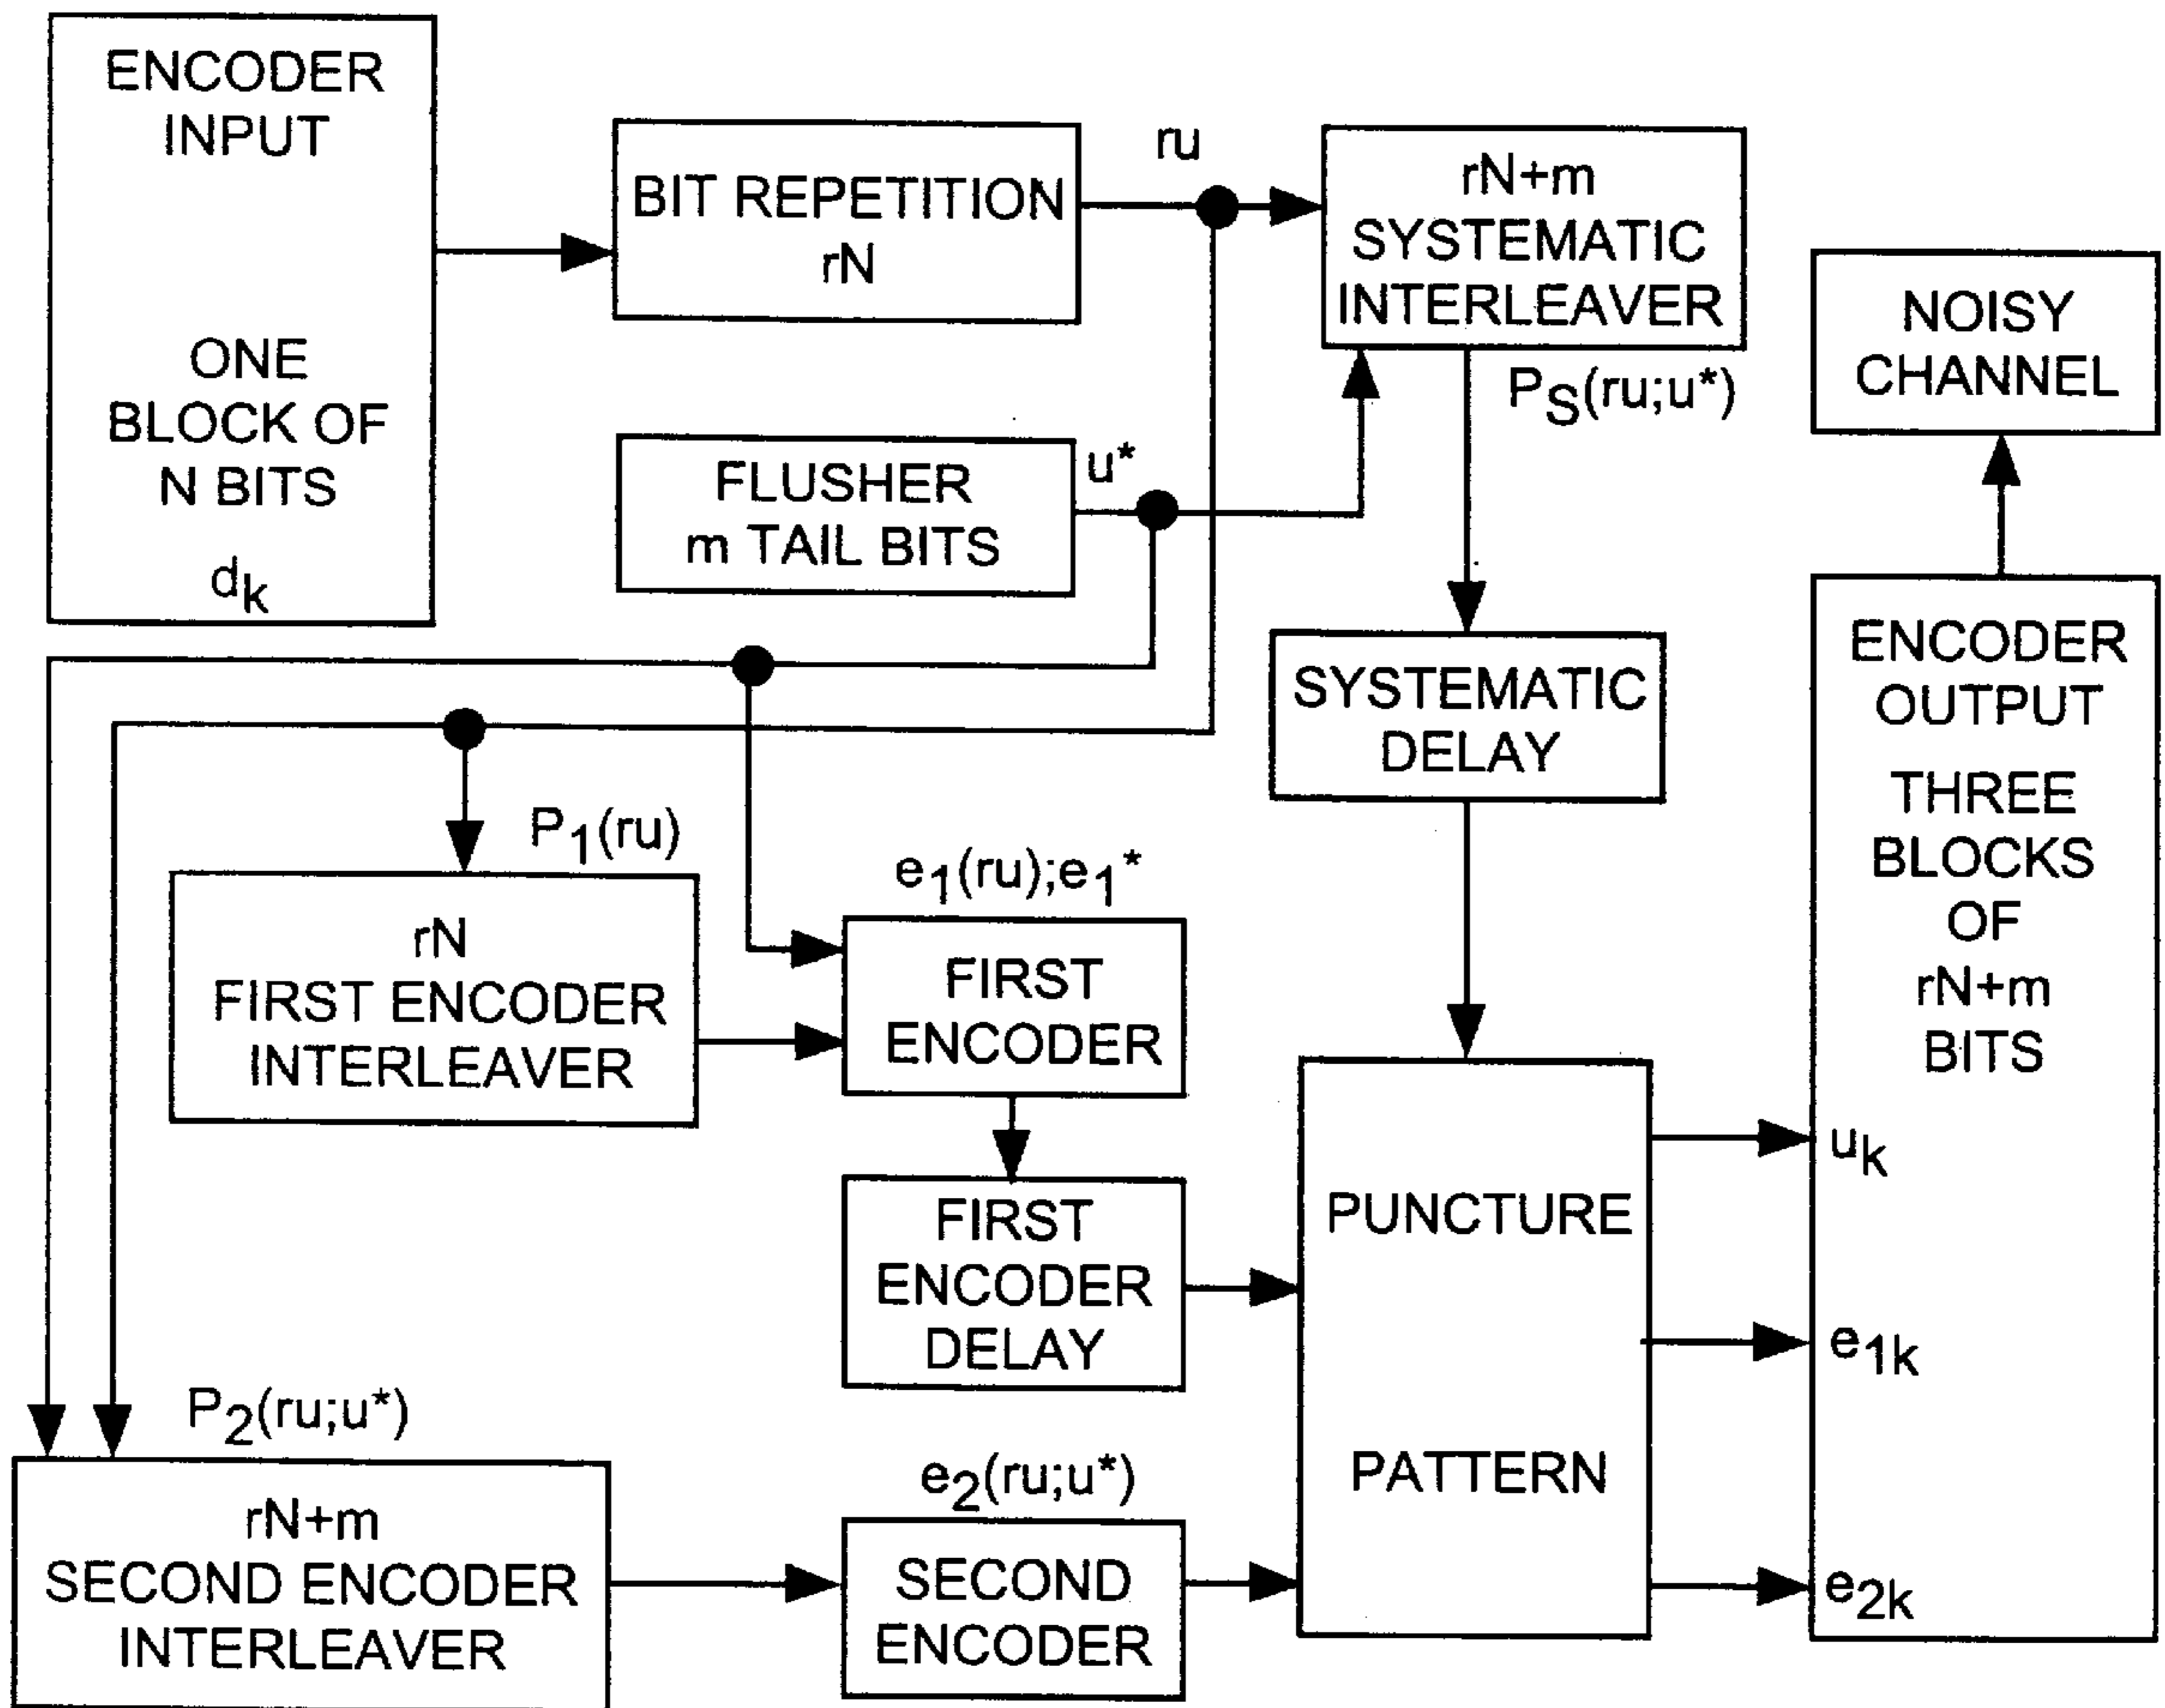 ENCODER
INPUT
ONE
BLOCK OF
N BITS
dk
BIT REPETITION
rN
ru
rN+m
SYSTEMATIC
INTERLEAVER
PS(ru;u*)
NOISY
CHANNEL
FLUSHER
m TAIL BITS
u*
SYSTEMATIC
DELAY
ENCODER
OUTPUT
THREE
BLOCKS
OF
rN+m
BITS
uk
e1k
e2k
P1(ru)
rN
FIRST ENCODER
INTERLEAVER
e1(ru);e1*
FIRST
ENCODER
FIRST
ENCODER
DELAY
PUNCTURE
PATTERN
P2(ru;u*)
rN+m
SECOND ENCODER
INTERLEAVER
e2(ru;u*)
SECOND
ENCODER